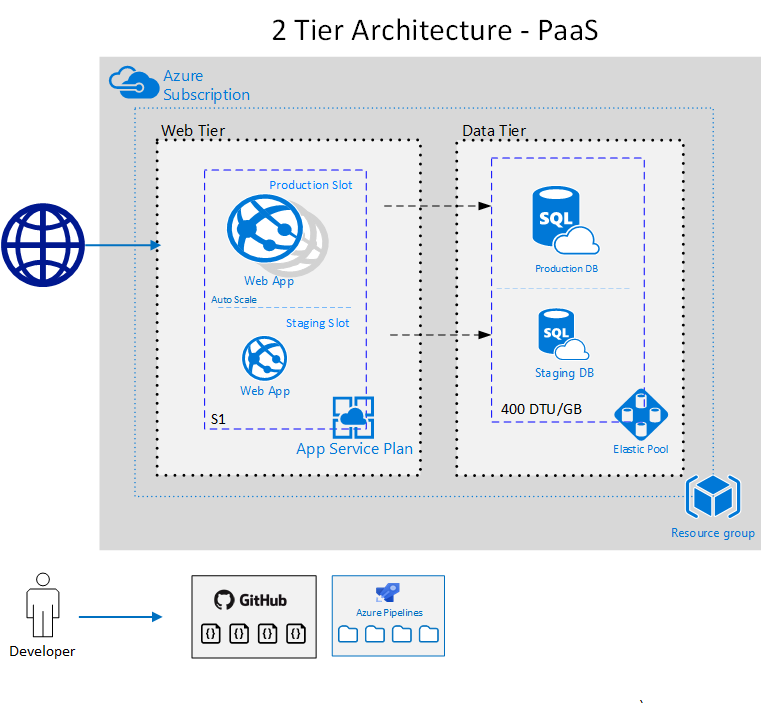 2 Tier Architecture - PaaS
Azure
Subscription
Web Tier
Data Tier
Production Slot
Web App
Auto Scale
Staging Slot
Web App
S1
App Service Plan
SQL
Production DB
SQL
Staging DB
400 DTU/GB
Elastic Pool
Resource group
Developer
GitHub
{} {} {} {}
Azure Pipelines